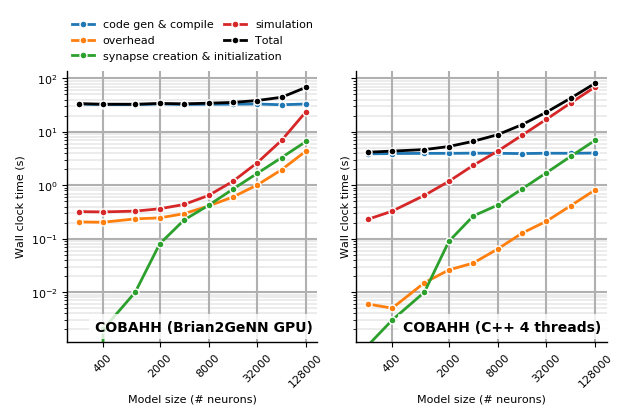 code gen & compile
simulation
overhead
Total
synapse creation & initialization
10²
10¹
10⁰
10⁻¹
10⁻²
Wall clock time (s)
COBAHH (Brian2GeNN GPU)
400
2000
8000
32000
128000
Model size (# neurons)
Wall clock time (s)
COBAHH (C++ 4 threads)
400
2000
8000
32000
128000
Model size (# neurons)